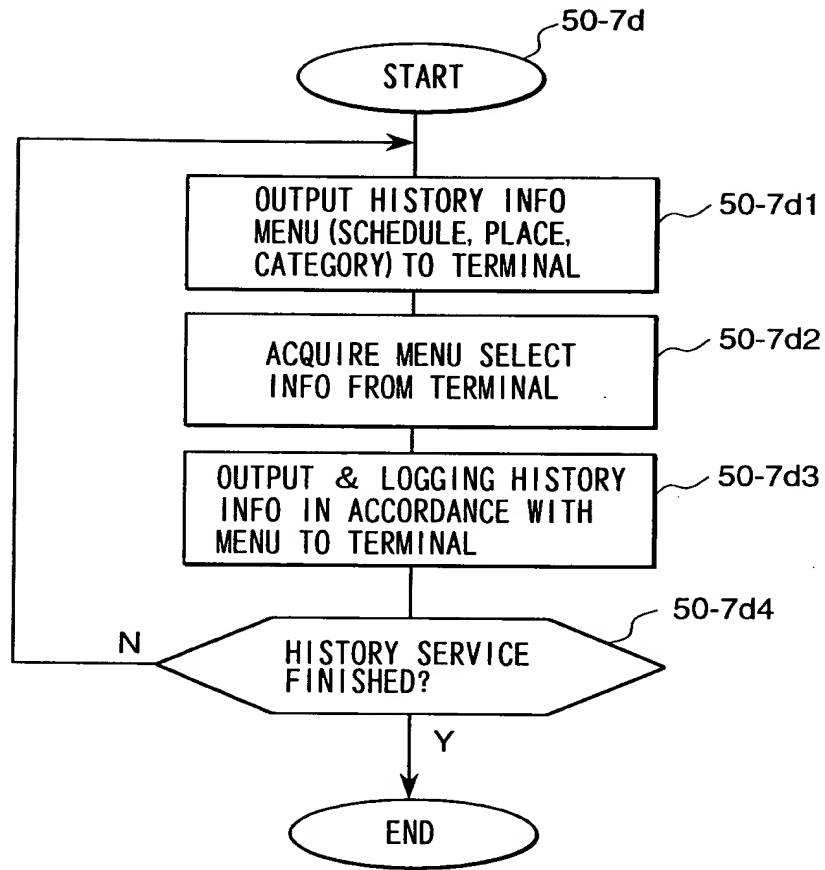 50-7d
START
OUTPUT HISTORY INFO
MENU (SCHEDULE, PLACE,
CATEGORY) TO TERMINAL
50-7d1
ACQUIRE MENU SELECT
INFO FROM TERMINAL
50-7d2
OUTPUT & LOGGING HISTORY
INFO IN ACCORDANCE WITH
MENU TO TERMINAL
50-7d3
50-7d4
N
HISTORY SERVICE
FINISHED?
Y
END